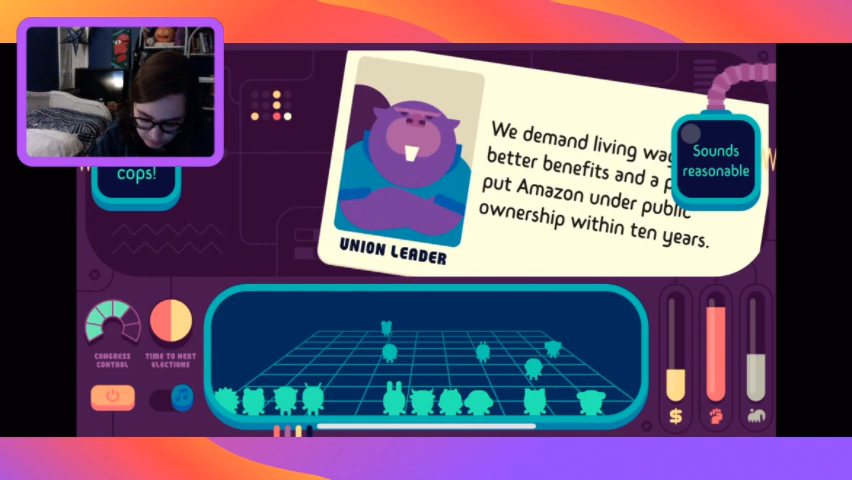 We demand living
better benefits and a
put Amazon under public
ownership within ten years.
Sounds
reasonable
cops!
UNION LEADER
CONGRESS
CONTROL
TIME TO NEXT
ELECTIONS
$